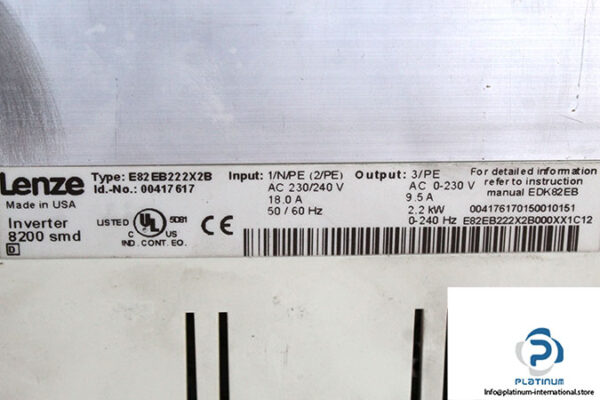 Lenze
Made in USA
Inverter
8200 smd
D
Type: E82EB222X2B
Id.-No.: 00417617
LISTED UL 5D81
C US
IND. CONT. EQ.
CE
Input: 1/N/PE (2/PE)
AC 230/240 V
18.0 A
50 / 60 Hz
Output: 3/PE
AC 0-230 V
9.5 A
2.2 kW
0-240 Hz
For detailed information
refer to instruction
manual EDK82EB
004176170150010151
E82EB222X2B000XX1C12
P
PLATINUM
https://platinum-international.store